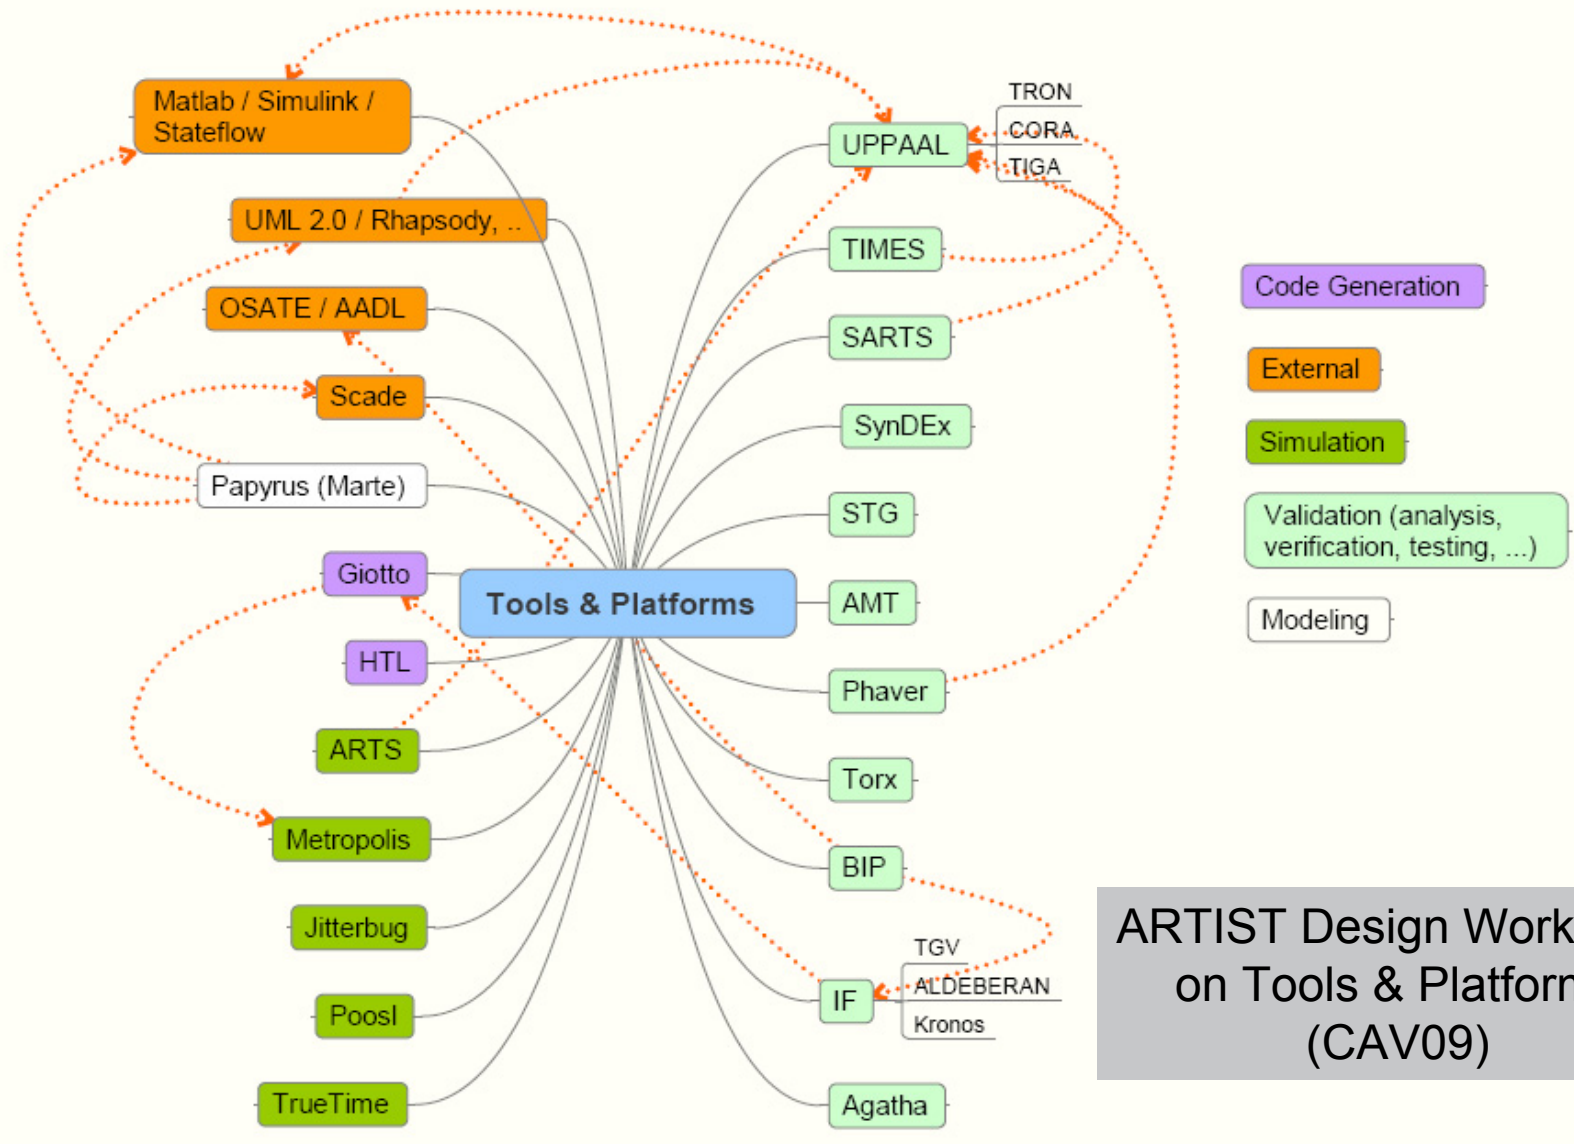 Matlab / Simulink /
Stateflow
UML 2.0 / Rhapsody, ..
OSATE / AADL
Scade
Papyrus (Marte)
Giotto
HTL
ARTS
Metropolis
Jitterbug
Poosl
TrueTime
Tools & Platforms
UPPAAL
TRON
CORA
TIGA
TIMES
SARTS
SynDEx
STG
AMT
Phaver
Torx
BIP
IF
TGV
ALDEBERAN
Kronos
Agatha
Code Generation
External
Simulation
Validation (analysis,
verification, testing, ...)
Modeling
ARTIST Design Work
on Tools & Platfor
(CAV09)